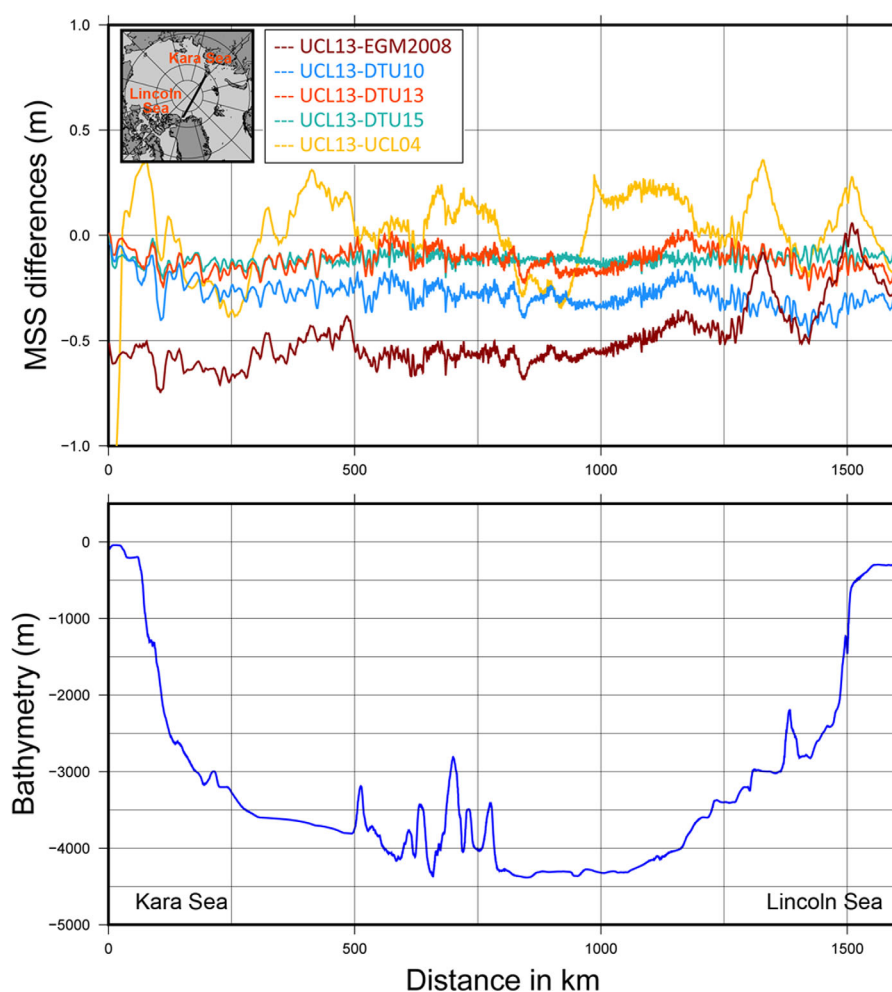 1.0
0.5
0.0
−0.5
−1.0
MSS differences (m)
Kara Sea
Lincoln
Sea
--- UCL13-EGM2008
--- UCL13-DTU10
--- UCL13-DTU13
--- UCL13-DTU15
--- UCL13-UCL04
0 500 1000 1500
0
−1000
−2000
−3000
−4000
−5000
Bathymetry (m)
Kara Sea Lincoln Sea
0 500 1000 1500
Distance in km